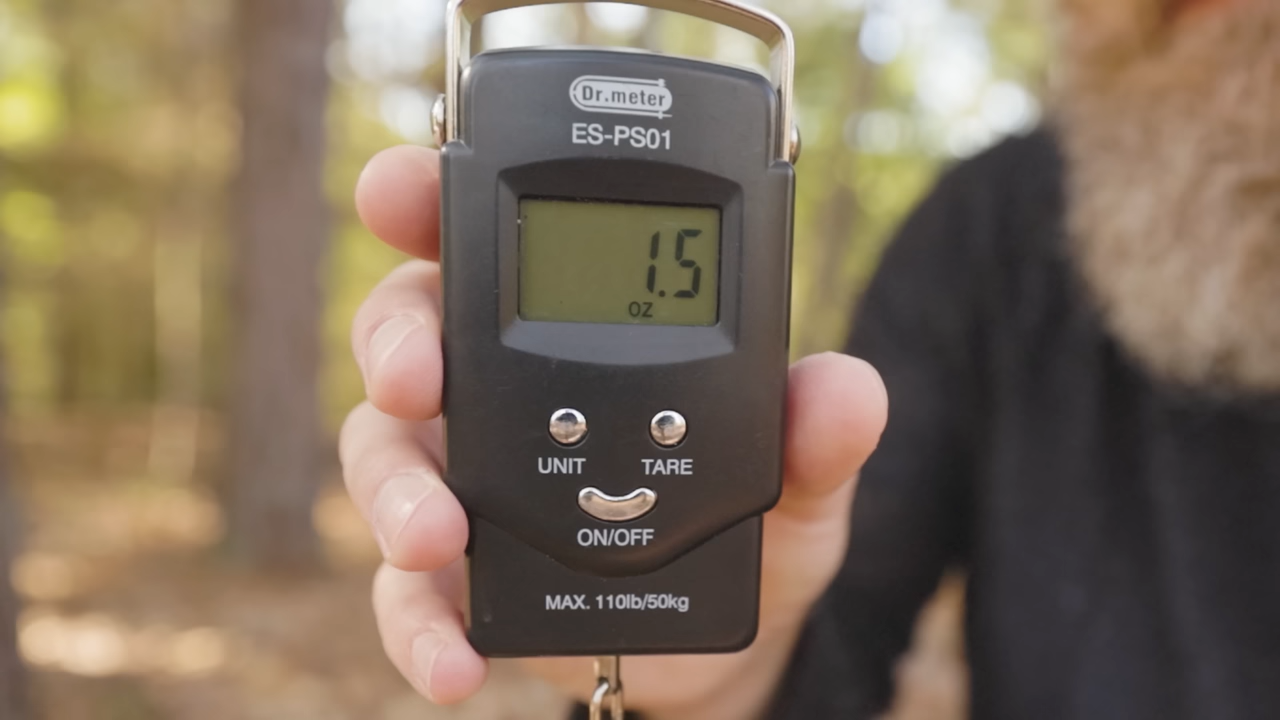 Dr.meter
ES-PS01
1.5
OZ
UNIT TARE
ON/OFF
MAX. 110lb/50kg